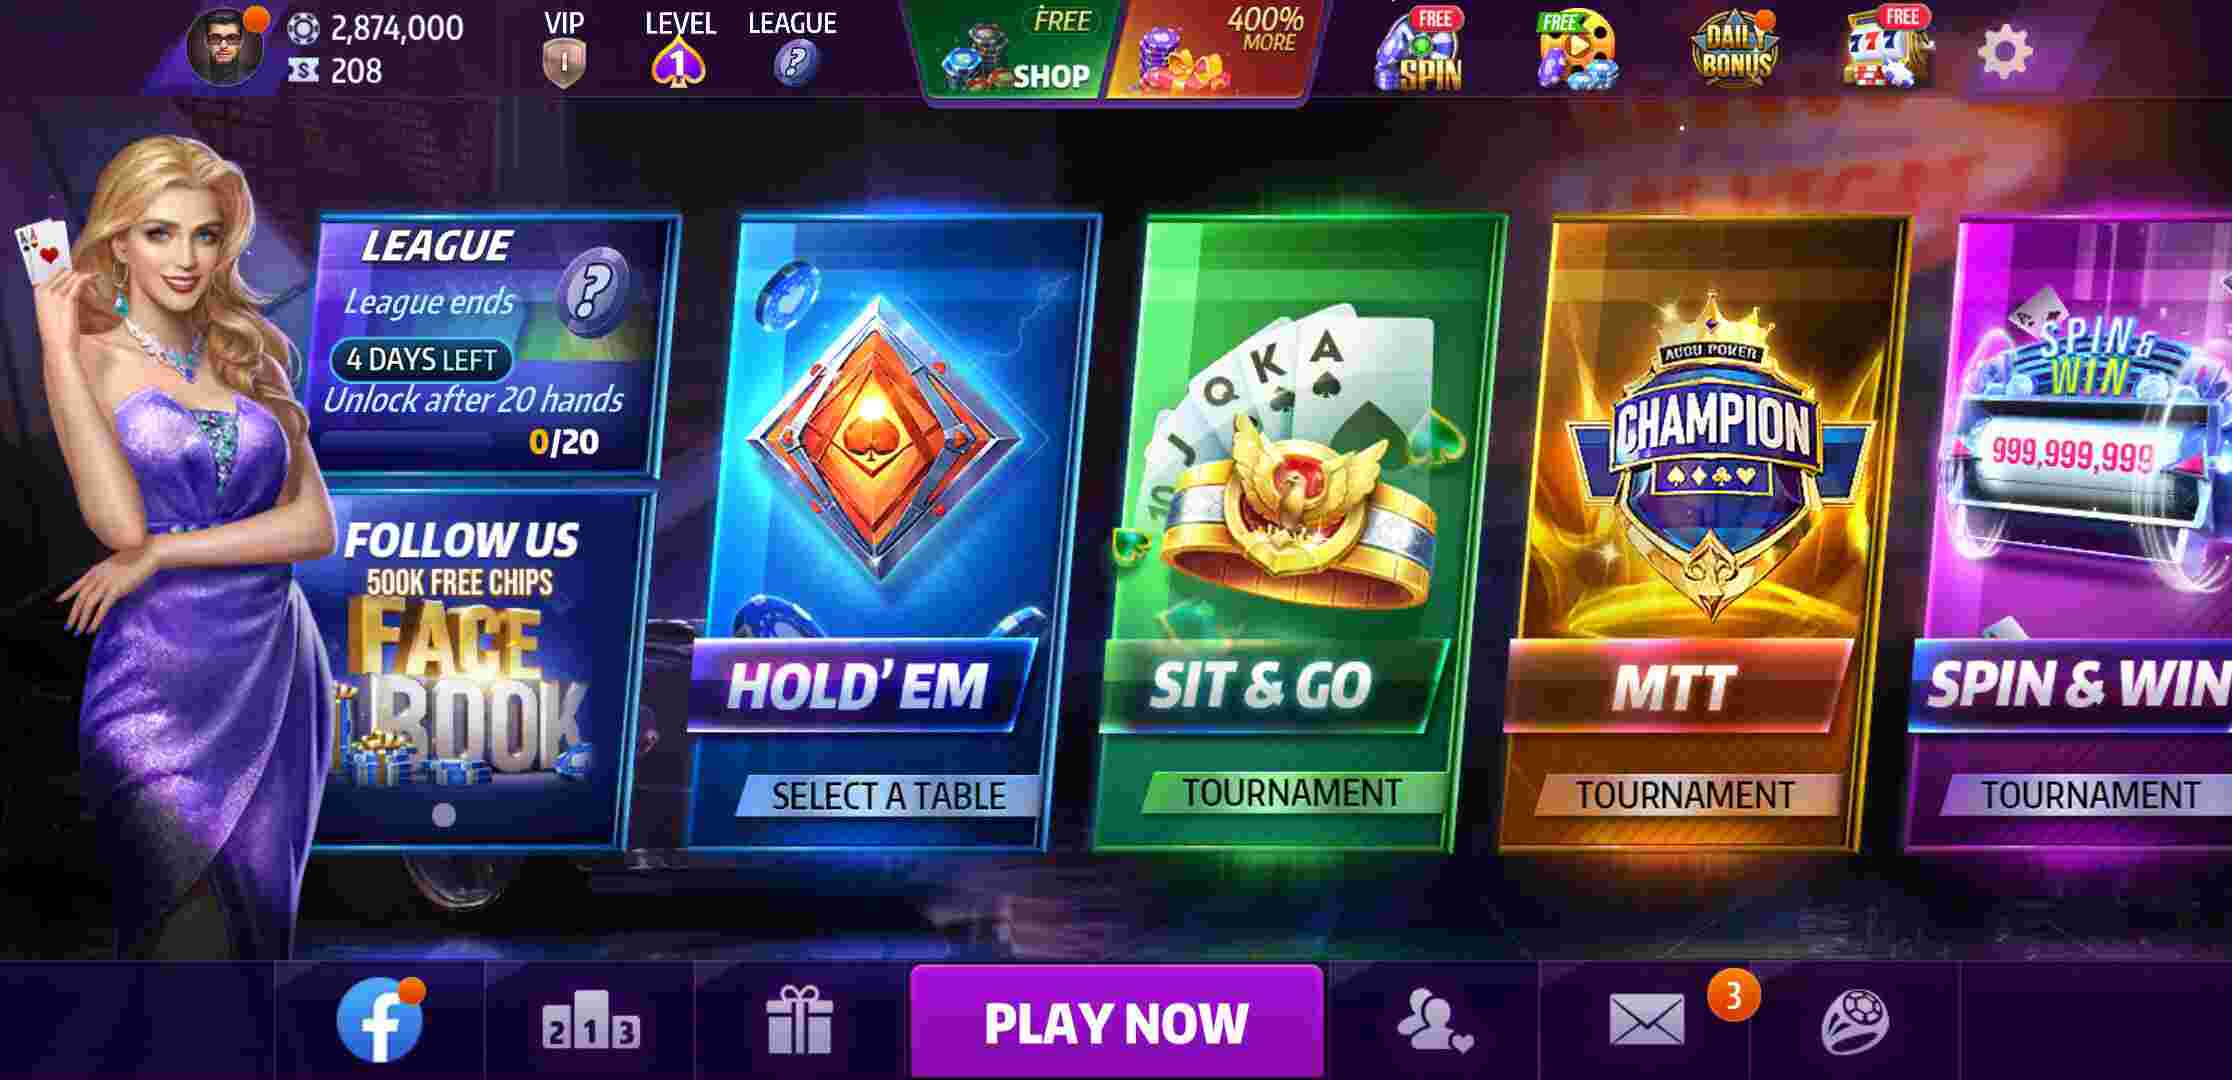 2,874,000
208
VIP
1
LEVEL
1
LEAGUE
?
FREE
SHOP
400%
MORE
FREE
SPIN
FREE
DAILY
BONUS
FREE
777
LEAGUE
?
League ends
4 DAYS LEFT
Unlock after 20 hands
0/20
FOLLOW US
500K FREE CHIPS
FACE
BOOK
A A
HOLD'EM
SELECT A TABLE
10 J Q K A
SIT & GO
TOURNAMENT
CHAMPION
MTT
TOURNAMENT
SPIN &
WIN
999,999,999
SPIN & WIN
TOURNAMENT
f
2 1 3
PLAY NOW
3